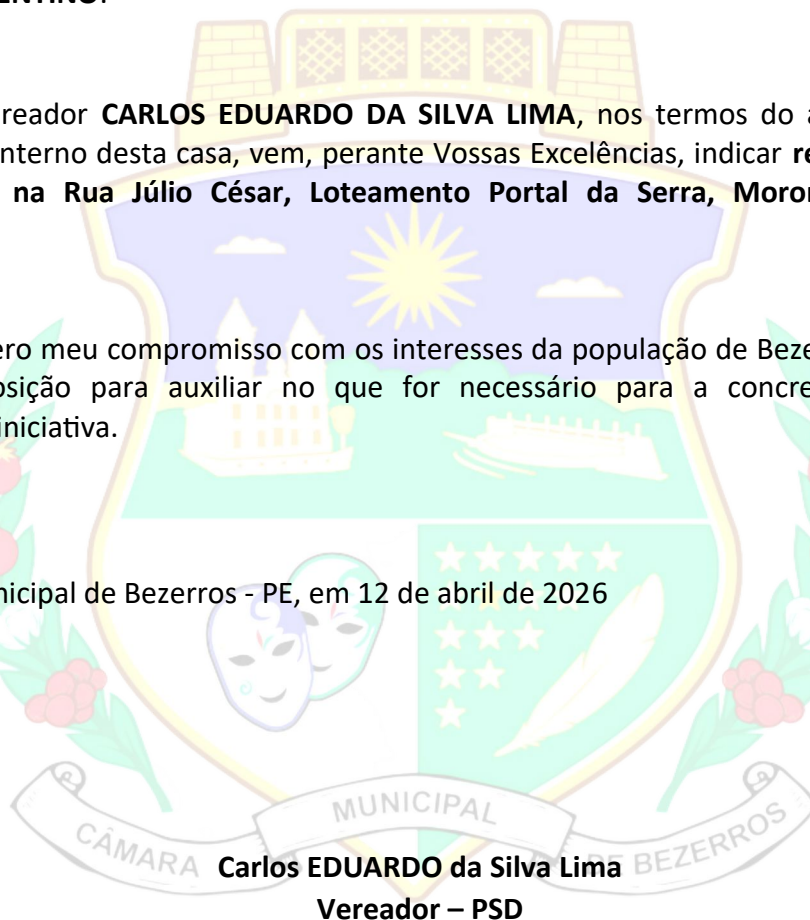 ENTINO.
reador CARLOS EDUARDO DA SILVA LIMA, nos termos do a
nterno desta casa, vem, perante Vossas Excelências, indicar re
na Rua Júlio César, Loteamento Portal da Serra, Moror
ero meu compromisso com os interesses da população de Beze
osição para auxiliar no que for necessário para a concre
iniciativa.
nicipal de Bezerros - PE, em 12 de abril de 2026
CÂMARA MUNICIPAL DE BEZERROS
Carlos EDUARDO da Silva Lima
Vereador – PSD